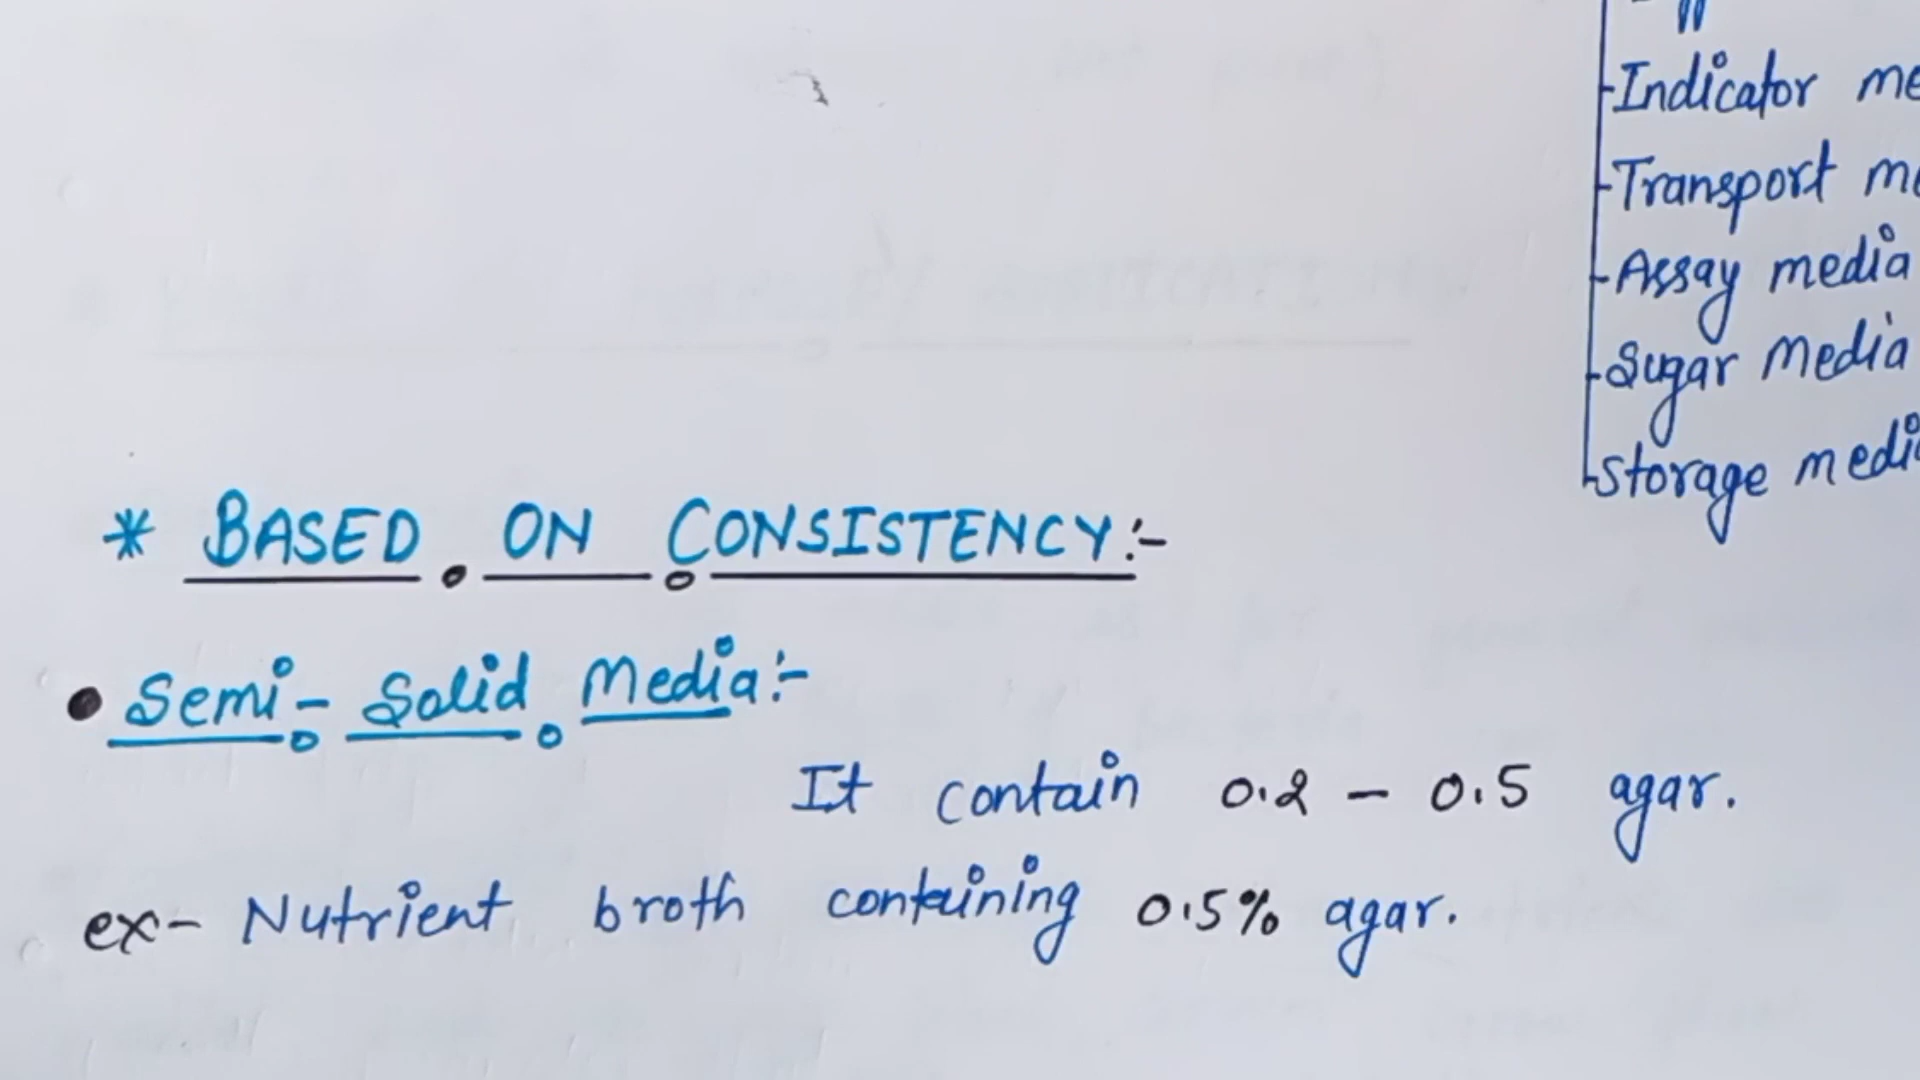 Indicator me
Transport me
Assay media
Sugar Media
Storage medi
* BASED ON CONSISTENCY:-
• Semi-Solid Media:-
It contain 0.2 - 0.5 agar.
ex- Nutrient broth containing 0.5% agar.